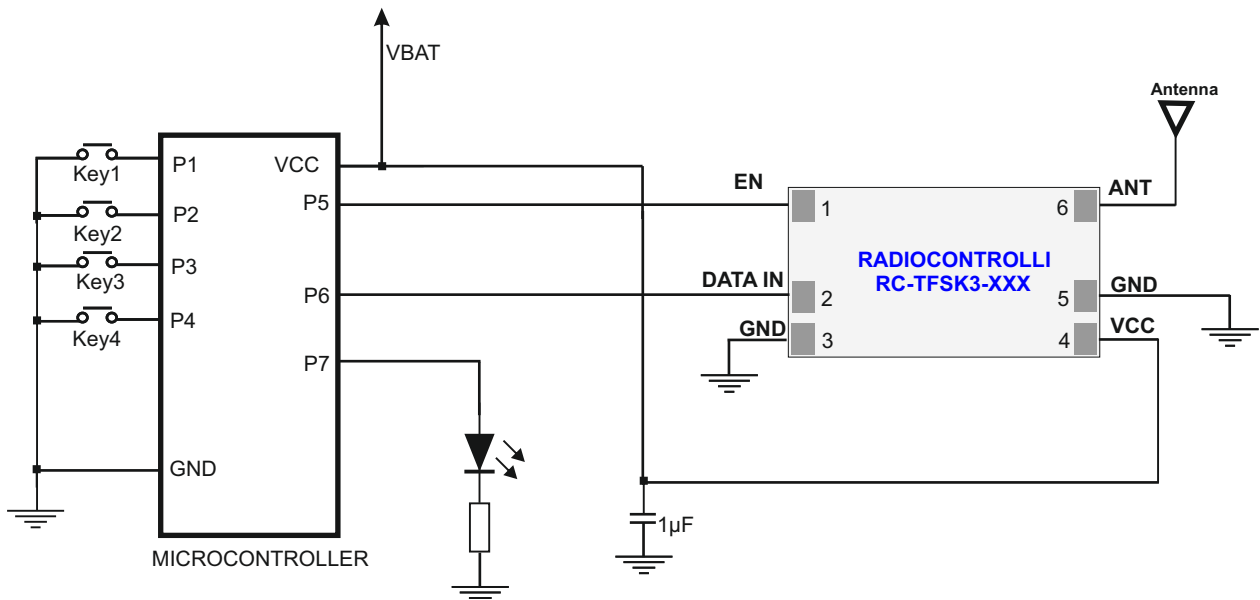 VBAT
Antenna
Key1
P1
VCC
Key2
P2
P5
EN
1
6
ANT
Key3
P3
RADIOCONTROLLI
RC-TFSK3-XXX
P6
DATA IN
2
5
GND
Key4
P4
GND
3
4
VCC
P7
GND
1µF
MICROCONTROLLER